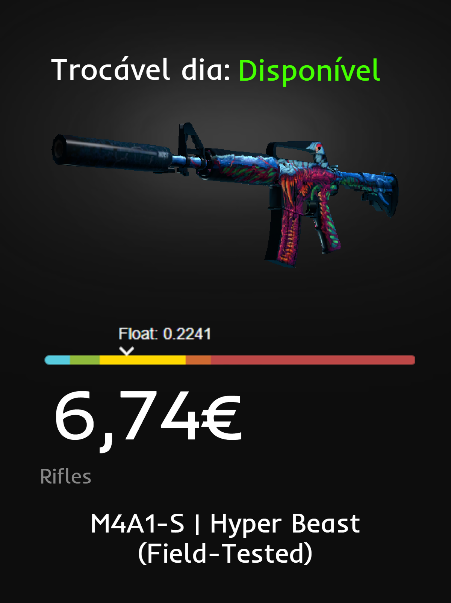 Trocável dia: Disponível
Float: 0.2241
6,74€
Rifles
M4A1-S | Hyper Beast
(Field-Tested)